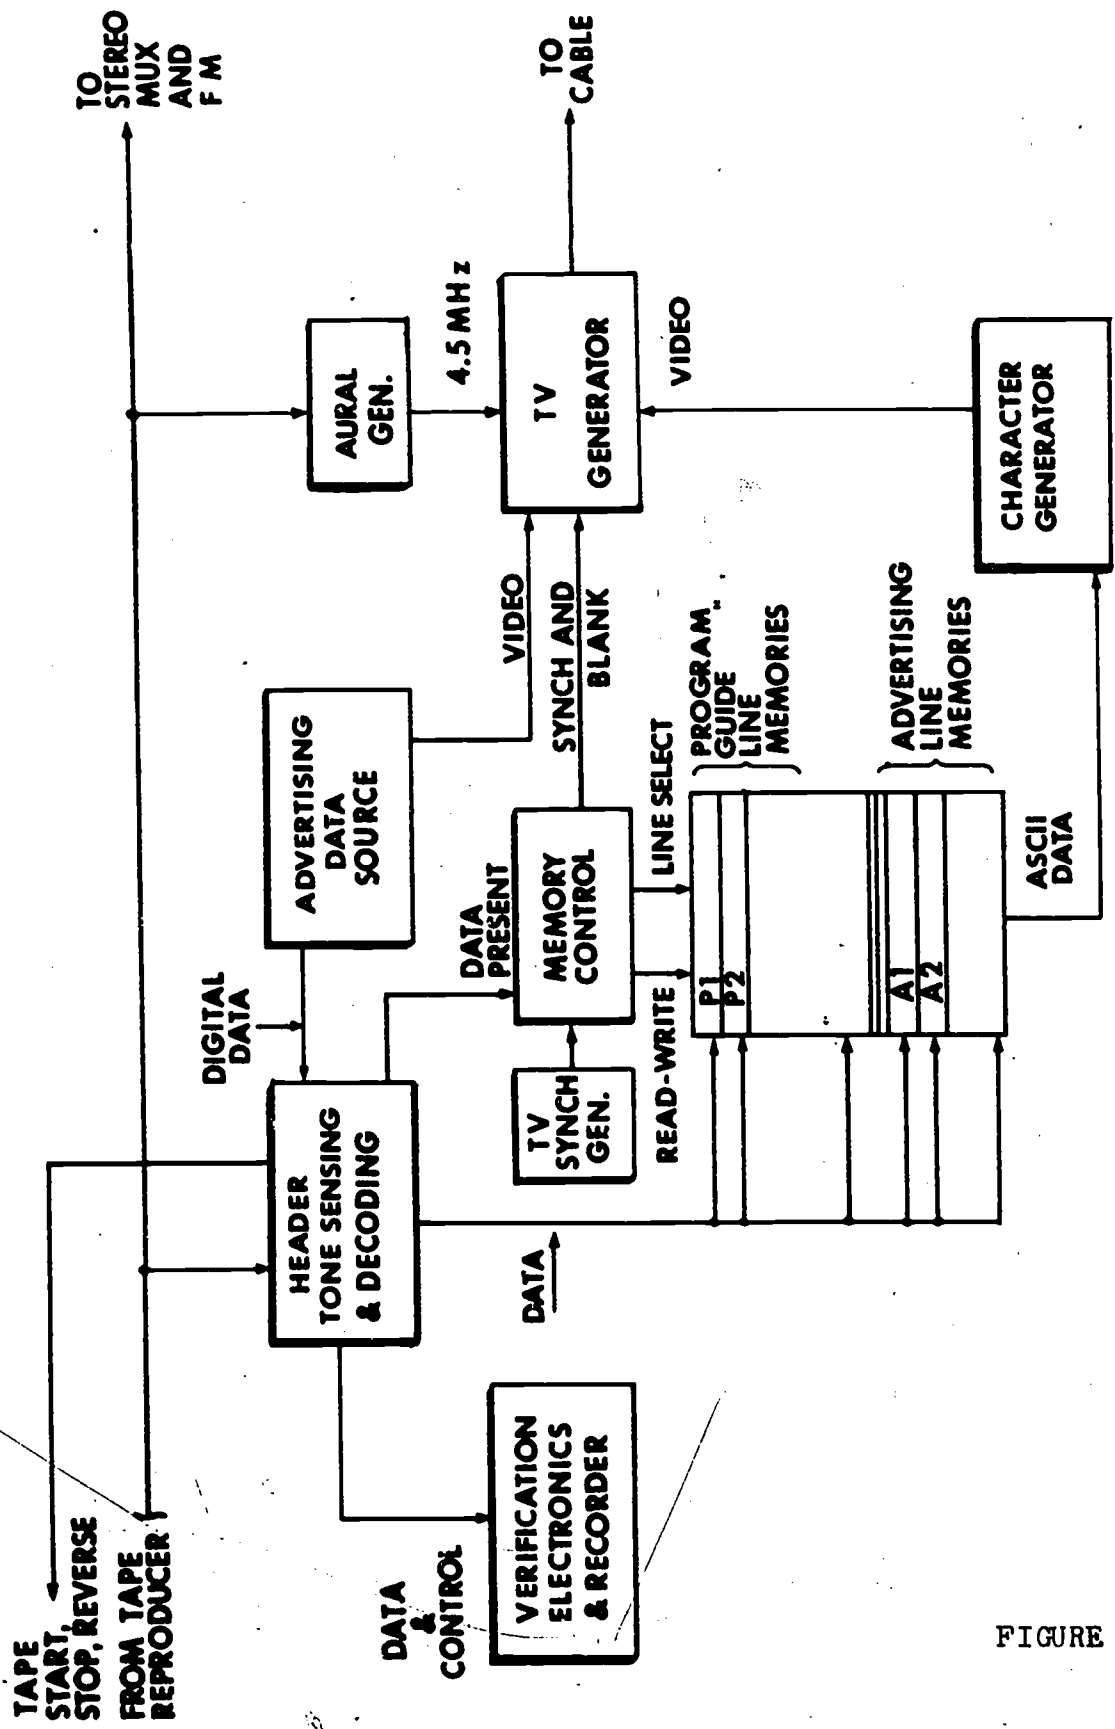 TAPE
START,
STOP, REVERSE
FROM TAPE
REPRODUCER
TO
STEREO
MUX
AND
FM
HEADER
TONE SENSING
& DECODING
DIGITAL
DATA
ADVERTISING
DATA
SOURCE
AURAL
GEN.
4.5 MHz
DATA
&
CONTROL
VERIFICATION
ELECTRONICS
& RECORDER
DATA
PRESENT
VIDEO
TV
GENERATOR
TO
CABLE
TV
SYNCH
GEN.
MEMORY
CONTROL
SYNCH AND
BLANK
DATA
READ-WRITE
LINE SELECT
VIDEO
P1
P2
PROGRAM
GUIDE
LINE
MEMORIES
A1
A2
ADVERTISING
LINE
MEMORIES
ASCII
DATA
CHARACTER
GENERATOR
FIGURE